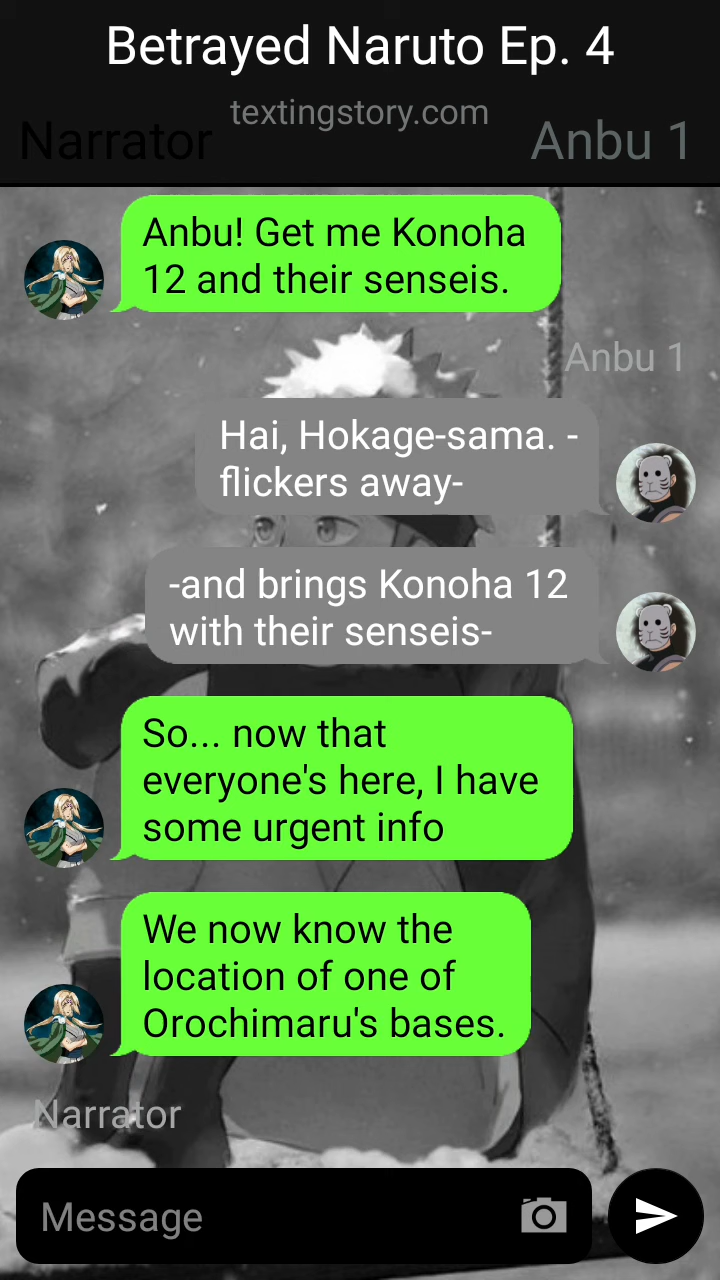 Betrayed Naruto Ep. 4
textingstory.com
Narrator
Anbu 1
Anbu! Get me Konoha
12 and their senseis.
Anbu 1
Hai, Hokage-sama. -
flickers away-
-and brings Konoha 12
with their senseis-
So... now that
everyone's here, I have
some urgent info
We now know the
location of one of
Orochimaru's bases.
Narrator
Message